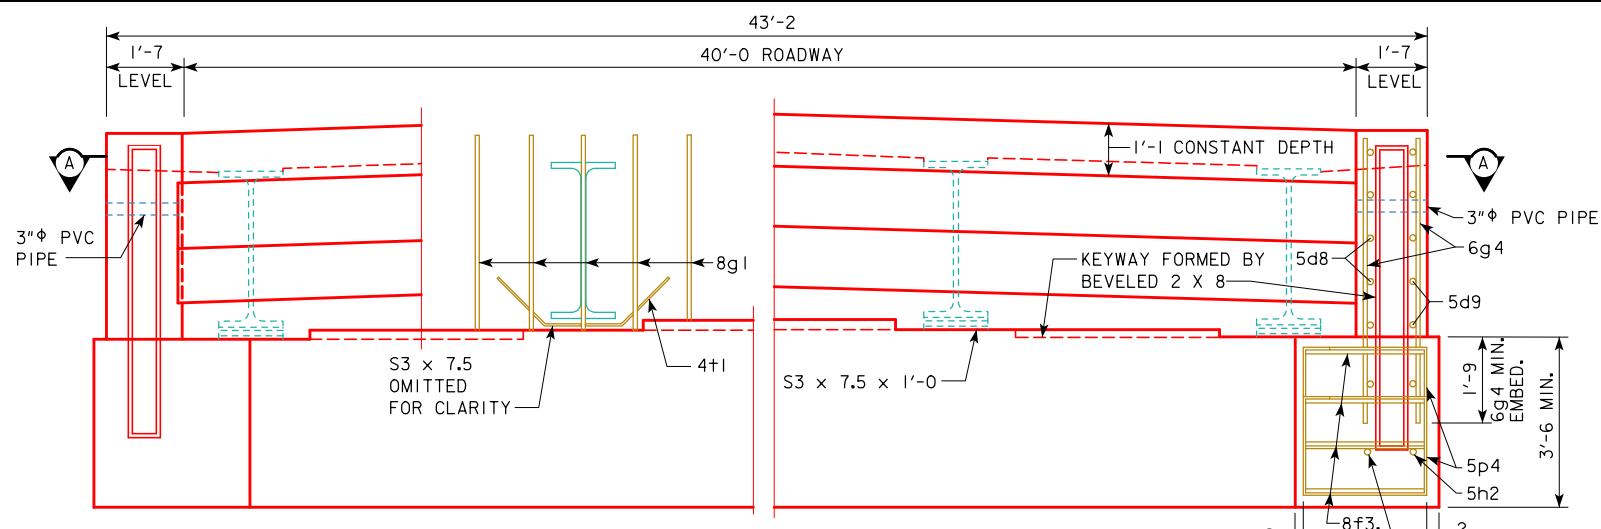 43'-2
1'-7
LEVEL
40'-0 ROADWAY
1'-7
LEVEL
A
1'-1 CONSTANT DEPTH
A
3"Φ PVC
PIPE
8g1
KEYWAY FORMED BY
BEVELED 2 X 8
5d8
3"Φ PVC PIPE
6g4
5d9
S3 x 7.5
OMITTED
FOR CLARITY
4t1
S3 x 7.5 x 1'-0
1'-9
6g4 MIN.
EMBED.
3'-6 MIN.
5p4
5h2
8f3.
2